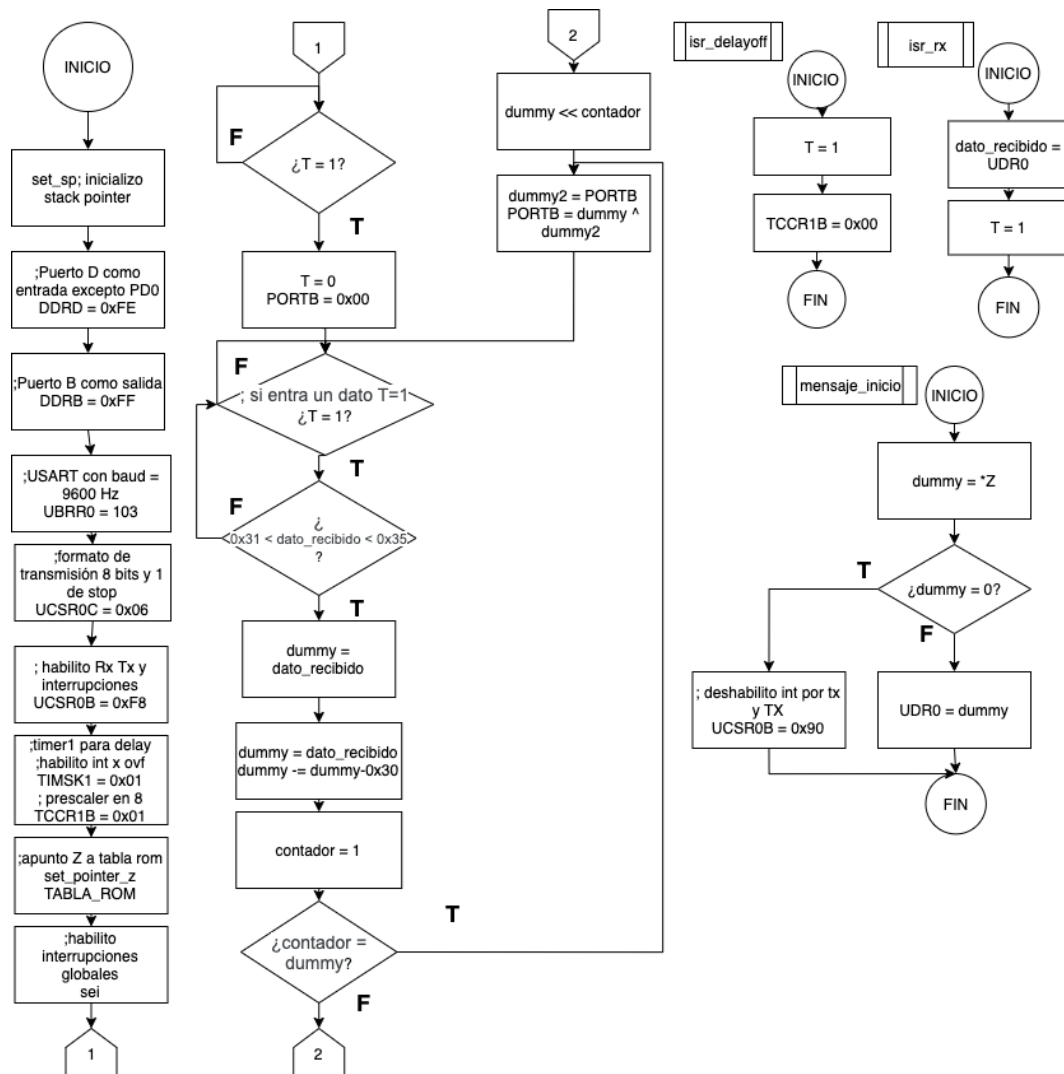 INICIO
set_sp; inicializo
stack pointer
;Puerto D como
entrada excepto PD0
DDRD = 0xFE
;Puerto B como salida
DDRB = 0xFF
;USART con baud =
9600 Hz
UBRR0 = 103
;formato de
transmisión 8 bits y 1
de stop
UCSR0C = 0x06
; habilito Rx Tx y
interrupciones
UCSR0B = 0xF8
;timer1 para delay
;habilito int x ovf
TIMSK1 = 0x01
; prescaler en 8
TCCR1B = 0x01
;apunto Z a tabla rom
set_pointer_z
TABLA_ROM
;habilito
interrupciones
globales
sei
1
1
F
¿T = 1?
T
T = 0
PORTB = 0x00
F
; si entra un dato T=1
¿T = 1?
T
F
¿
0x31 < dato_recibido < 0x35
?
T
dummy =
dato_recibido
dummy = dato_recibido
dummy -= dummy-0x30
contador = 1
T
¿contador =
dummy?
F
2
2
dummy << contador
dummy2 = PORTB
PORTB = dummy ^
dummy2
isr_delayoff
INICIO
T = 1
TCCR1B = 0x00
FIN
isr_rx
INICIO
dato_recibido =
UDR0
T = 1
FIN
mensaje_inicio
INICIO
dummy = *Z
T
¿dummy = 0?
F
; deshabilito int por tx
y TX
UCSR0B = 0x90
UDR0 = dummy
FIN